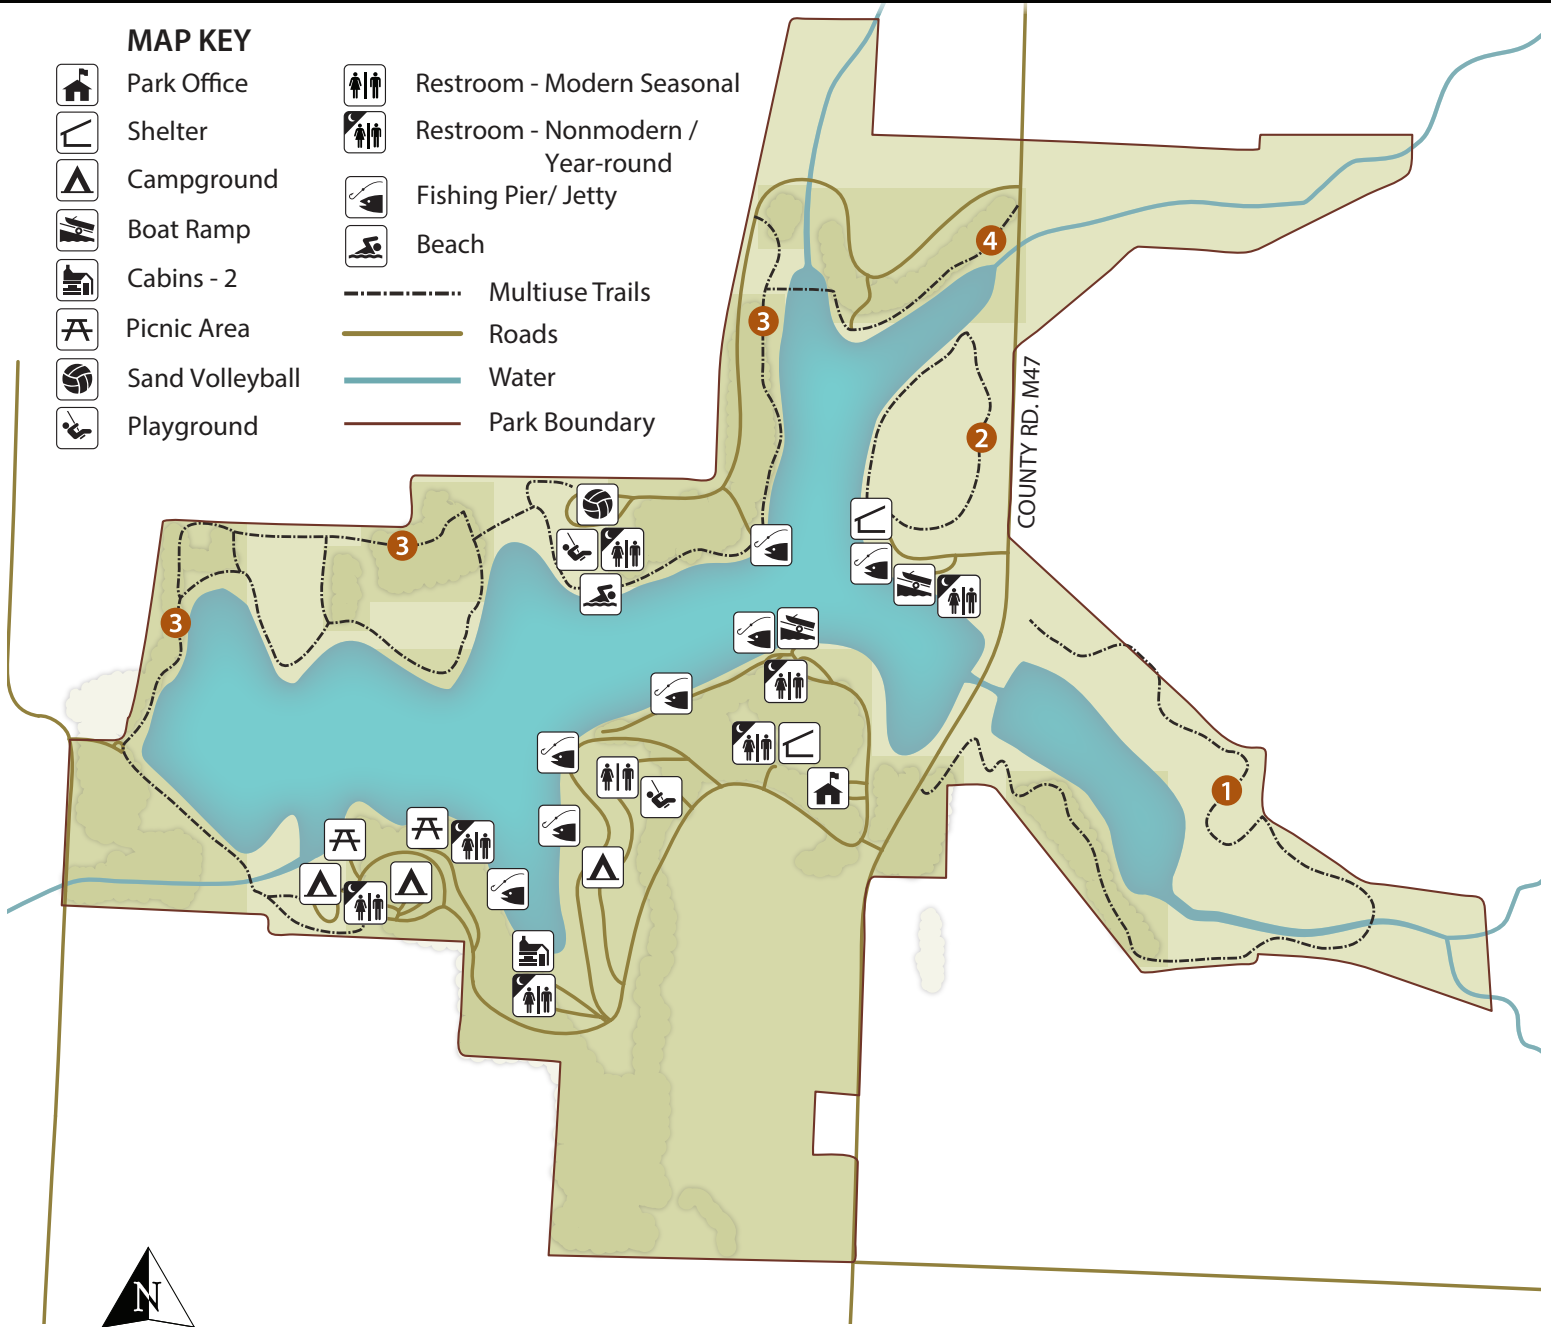 MAP KEY
Park Office
Shelter
Campground
Boat Ramp
Cabins - 2
Picnic Area
Sand Volleyball
Playground
Restroom - Modern Seasonal
Restroom - Nonmodern /
Year-round
Fishing Pier/ Jetty
Beach
Multiuse Trails
Roads
Water
Park Boundary
4
3
2
COUNTY RD. M47
3
3
1
N